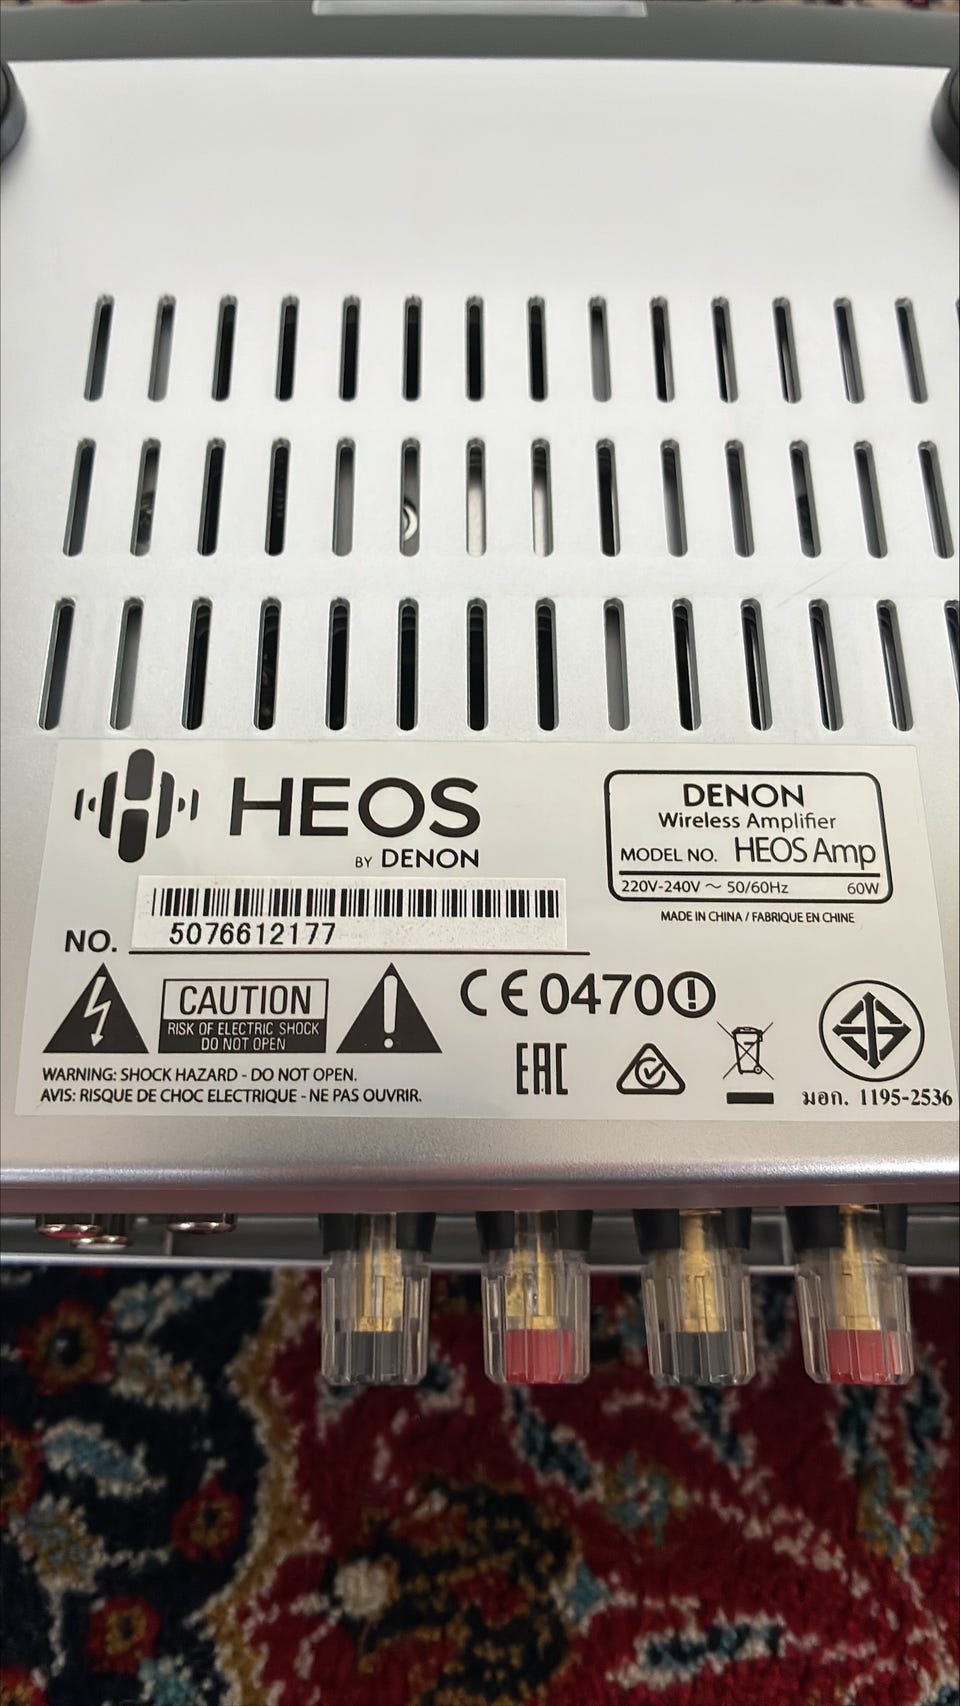 HEOS
BY DENON
DENON
Wireless Amplifier
MODEL NO. HEOS Amp
220V-240V ~ 50/60Hz 60W
MADE IN CHINA / FABRIQUE EN CHINE
NO. 5076612177
CAUTION
RISK OF ELECTRIC SHOCK
DO NOT OPEN
WARNING: SHOCK HAZARD - DO NOT OPEN.
AVIS: RISQUE DE CHOC ELECTRIQUE - NE PAS OUVRIR.
CE 0470
EAC
มอก. 1195-2536